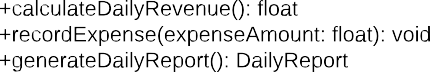 +calculateDailyRevenue(): float
+recordExpense(expenseAmount: float): void
+generateDailyReport(): DailyReport